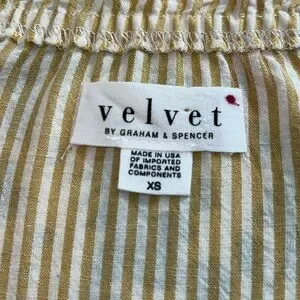 velvet
BY GRAHAM & SPENCER
MADE IN USA
OF IMPORTED
FABRICS AND
COMPONENTS
XS